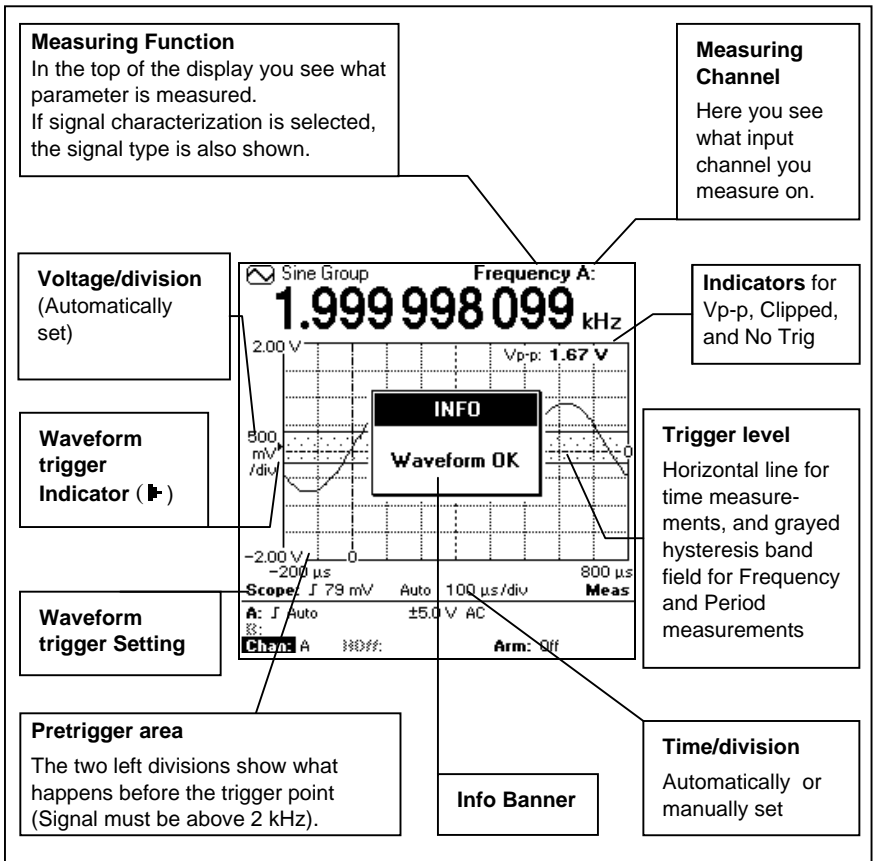 Measuring Function
In the top of the display you see what
parameter is measured.
If signal characterization is selected,
the signal type is also shown.
Measuring
Channel
Here you see
what input
channel you
measure on.
Voltage/division
(Automatically
set)
Sine Group
Frequency A:
1.999 998 099 kHz
Indicators for
Vp-p, Clipped,
and No Trig
2.00 V
Vp-p: 1.67 V
INFO
Waveform OK
500
mV
/div
0
-2.00 V
0
-200 µs
800 µs
Scope: ʃ 79 mV Auto 100 µs/div Meas
A: ʃ Auto ±5.0 V AC
B:
Chan: A Off: Arm: Off
Waveform
trigger
Indicator ( )
Trigger level
Horizontal line for
time measure-
ments, and grayed
hysteresis band
field for Frequency
and Period
measurements
Waveform
trigger Setting
Pretrigger area
The two left divisions show what
happens before the trigger point
(Signal must be above 2 kHz).
Info Banner
Time/division
Automatically or
manually set